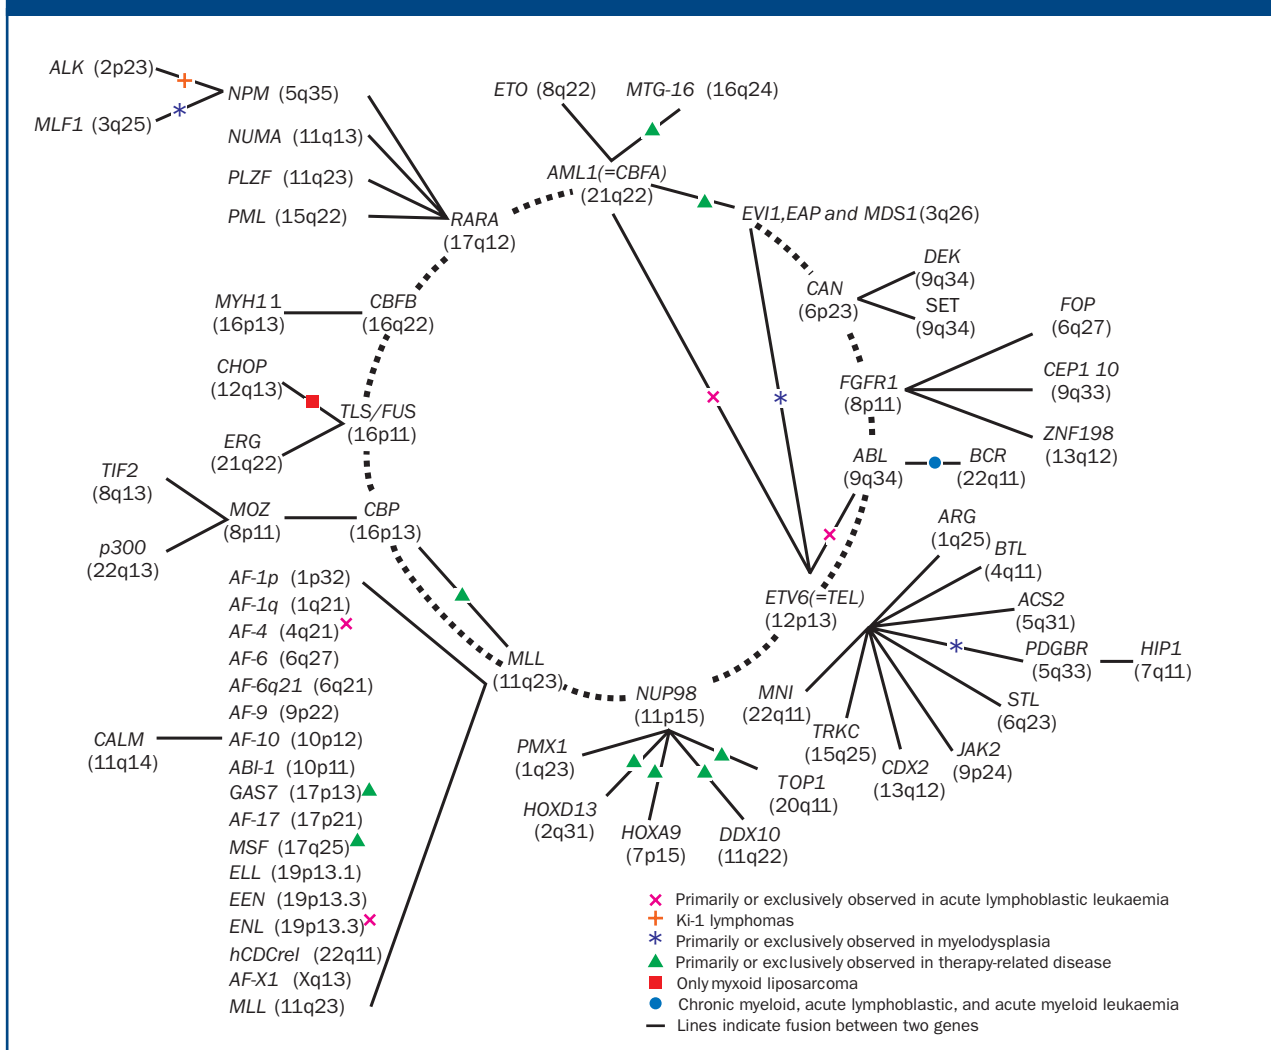 ALK (2p23)
MLF1 (3q25)
NPM (5q35)
NUMA (11q13)
PLZF (11q23)
PML (15q22)
RARA
(17q12)
ETO (8q22)
MTG-16 (16q24)
AML1(=CBFA)
(21q22)
EVI1,EAP and MDS1(3q26)
CAN
(6p23)
DEK
(9q34)
SET
(9q34)
FOP
(6q27)
FGFR1
(8p11)
CEP1 10
(9q33)
ZNF198
(13q12)
ABL
(9q34)
BCR
(22q11)
MYH11
(16p13)
CBFB
(16q22)
CHOP
(12q13)
TLS/FUS
(16p11)
ERG
(21q22)
TIF2
(8q13)
MOZ
(8p11)
CBP
(16p13)
p300
(22q13)
ARG
(1q25)
BTL
(4q11)
ACS2
(5q31)
ETV6(=TEL)
(12p13)
PDGBR
(5q33)
HIP1
(7q11)
STL
(6q23)
JAK2
(9p24)
CDX2
(13q12)
TRKC
(15q25)
MNI
(22q11)
MLL
(11q23)
NUP98
(11p15)
PMX1
(1q23)
HOXD13
(2q31)
HOXA9
(7p15)
DDX10
(11q22)
TOP1
(20q11)
AF-1p (1p32)
AF-1q (1q21)
AF-4 (4q21)
AF-6 (6q27)
AF-6q21 (6q21)
AF-9 (9p22)
CALM
(11q14)
AF-10 (10p12)
ABI-1 (10p11)
GAS7 (17p13)
AF-17 (17p21)
MSF (17q25)
ELL (19p13.1)
EEN (19p13.3)
ENL (19p13.3)
hCDCrel (22q11)
AF-X1 (Xq13)
MLL (11q23)
Primarily or exclusively observed in acute lymphoblastic leukaemia
Ki-1 lymphomas
Primarily or exclusively observed in myelodysplasia
Primarily or exclusively observed in therapy-related disease
Only myxoid liposarcoma
Chronic myeloid, acute lymphoblastic, and acute myeloid leukaemia
Lines indicate fusion between two genes